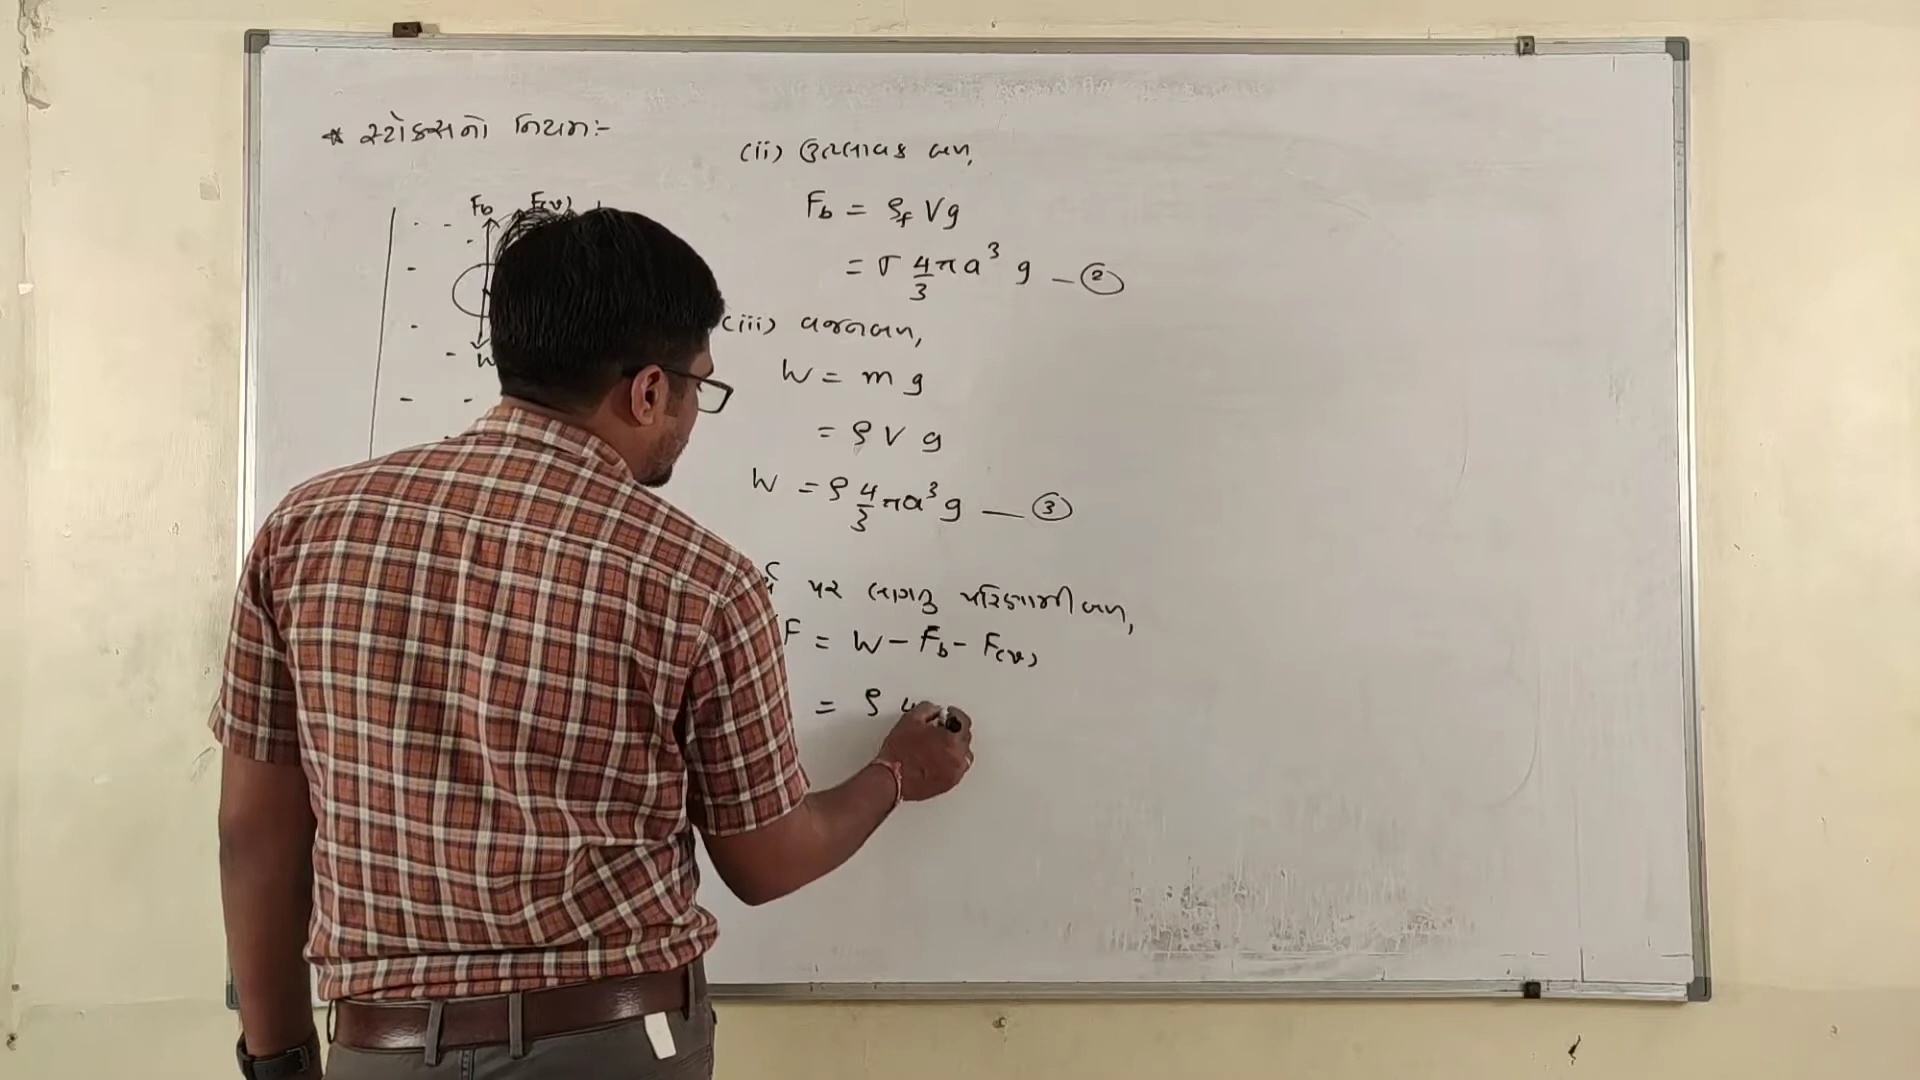 * સ્ટોક્સનો નિયમ:-
Fb F(v)
W
(ii) ઉત્પ્લાવક બળ,
Fb = ρf Vg
= σ 4/3 πa³ g — ②
(iii) વજનબળ,
W = m g
= ρ V g
W = ρ 4/3 πa³ g — ③
પર લાગતુ પરિણામી બળ,
F = W - Fb - F(v)
= ρ 4